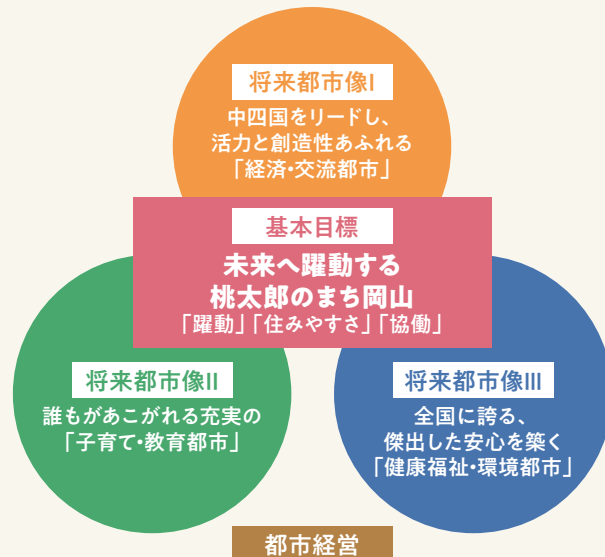 将来都市像Ⅰ
中四国をリードし、
活力と創造性あふれる
「経済・交流都市」
基本目標
未来へ躍動する
桃太郎のまち岡山
「躍動」「住みやすさ」「協働」
将来都市像Ⅱ
誰もがあこがれる充実の
「子育て・教育都市」
将来都市像Ⅲ
全国に誇る、
傑出した安心を築く
「健康福祉・環境都市」
都市経営